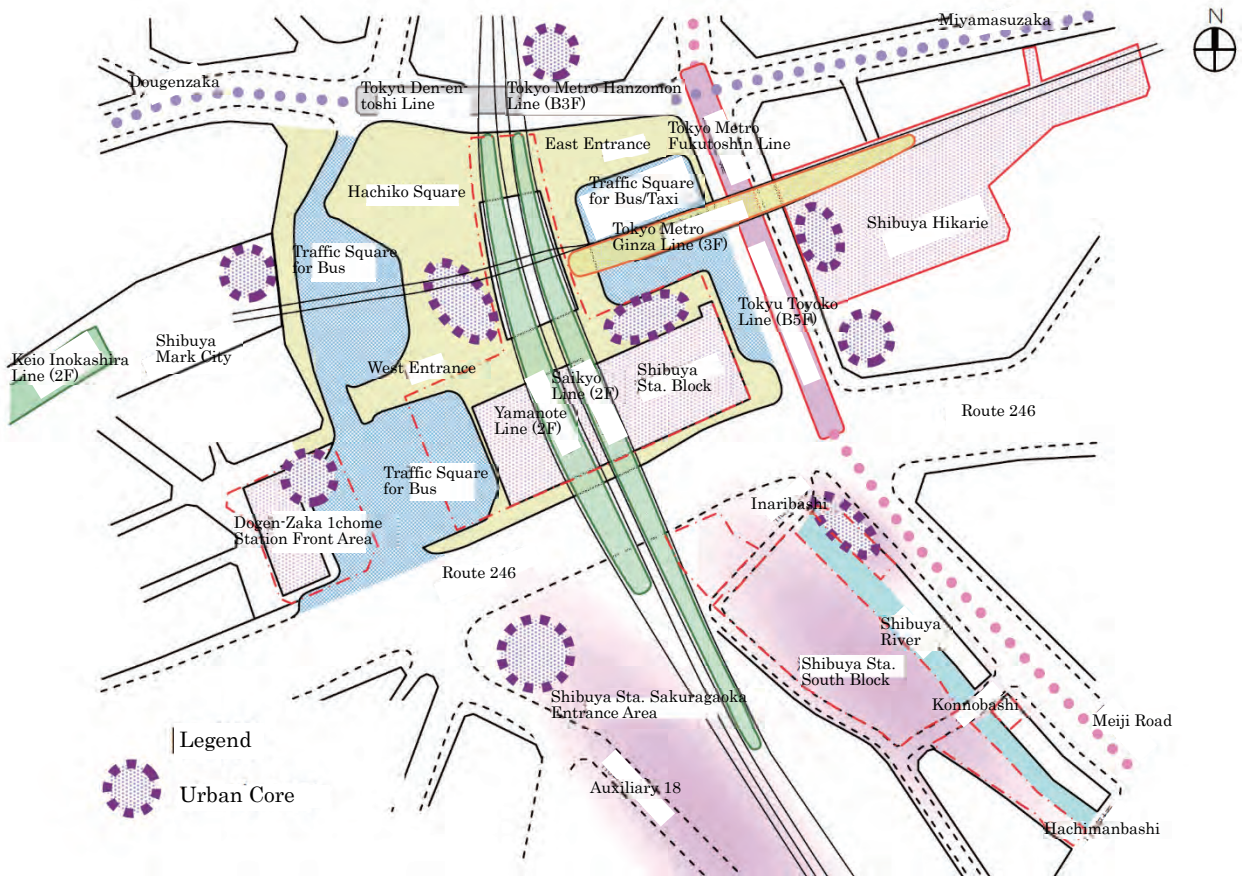 Miyamasuzaka
N
Dougenzaka
Tokyu Den-en
toshi Line
Tokyo Metro Hanzomon
Line (B3F)
East Entrance
Tokyo Metro
Fukutoshin Line
Hachiko Square
Traffic Square
for Bus/Taxi
Shibuya Hikarie
Tokyo Metro
Ginza Line (3F)
Traffic Square
for Bus
Tokyu Toyoko
Line (B5F)
Shibuya
Mark City
Keio Inokashira
Line (2F)
West Entrance
Saikyo
Line (2F)
Shibuya
Sta. Block
Yamanote
Line (2F)
Route 246
Traffic Square
for Bus
Inaribashi
Dogen-Zaka 1chome
Station Front Area
Route 246
Shibuya
River
Shibuya Sta.
South Block
Shibuya Sta. Sakuragaoka
Entrance Area
Konnobashi
Meiji Road
Legend
Auxiliary 18
Urban Core
Hachimanbashi